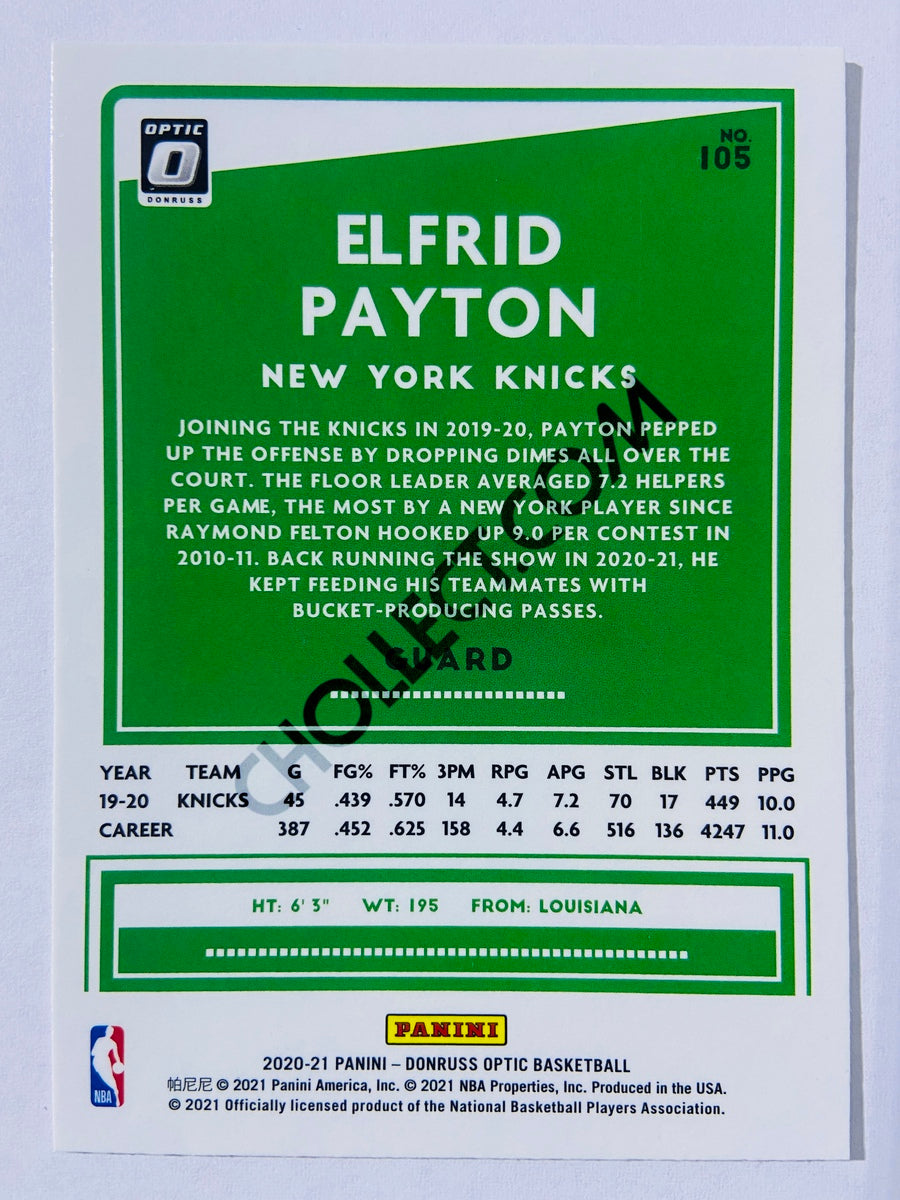 OPTIC
O
DONRUSS
NO.
105
ELFRID
PAYTON
NEW YORK KNICKS
JOINING THE KNICKS IN 2019-20, PAYTON PEPPED
UP THE OFFENSE BY DROPPING DIMES ALL OVER THE
COURT. THE FLOOR LEADER AVERAGED 7.2 HELPERS
PER GAME, THE MOST BY A NEW YORK PLAYER SINCE
RAYMOND FELTON HOOKED UP 9.0 PER CONTEST IN
2010-11. BACK RUNNING THE SHOW IN 2020-21, HE
KEPT FEEDING HIS TEAMMATES WITH
BUCKET-PRODUCING PASSES.
GUARD
CHOLLECT.COM
YEAR TEAM G FG% FT% 3PM RPG APG STL BLK PTS PPG
19-20 KNICKS 45 .439 .570 14 4.7 7.2 70 17 449 10.0
CAREER 387 .452 .625 158 4.4 6.6 516 136 4247 11.0
HT: 6' 3" WT: 195 FROM: LOUISIANA
PANINI
NBA
2020-21 PANINI – DONRUSS OPTIC BASKETBALL
帕尼尼 © 2021 Panini America, Inc. © 2021 NBA Properties, Inc. Produced in the USA.
© 2021 Officially licensed product of the National Basketball Players Association.